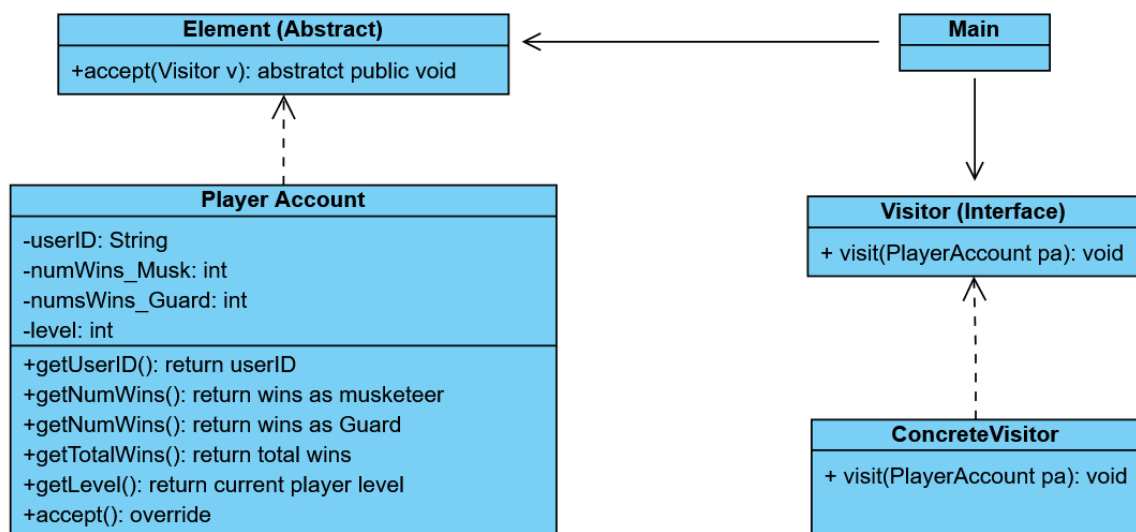 Element (Abstract)
+accept(Visitor v): abstratct public void
Main
Player Account
-userID: String
-numWins_Musk: int
-numsWins_Guard: int
-level: int
+getUserID(): return userID
+getNumWins(): return wins as musketeer
+getNumWins(): return wins as Guard
+getTotalWins(): return total wins
+getLevel(): return current player level
+accept(): override
Visitor (Interface)
+ visit(PlayerAccount pa): void
ConcreteVisitor
+ visit(PlayerAccount pa): void